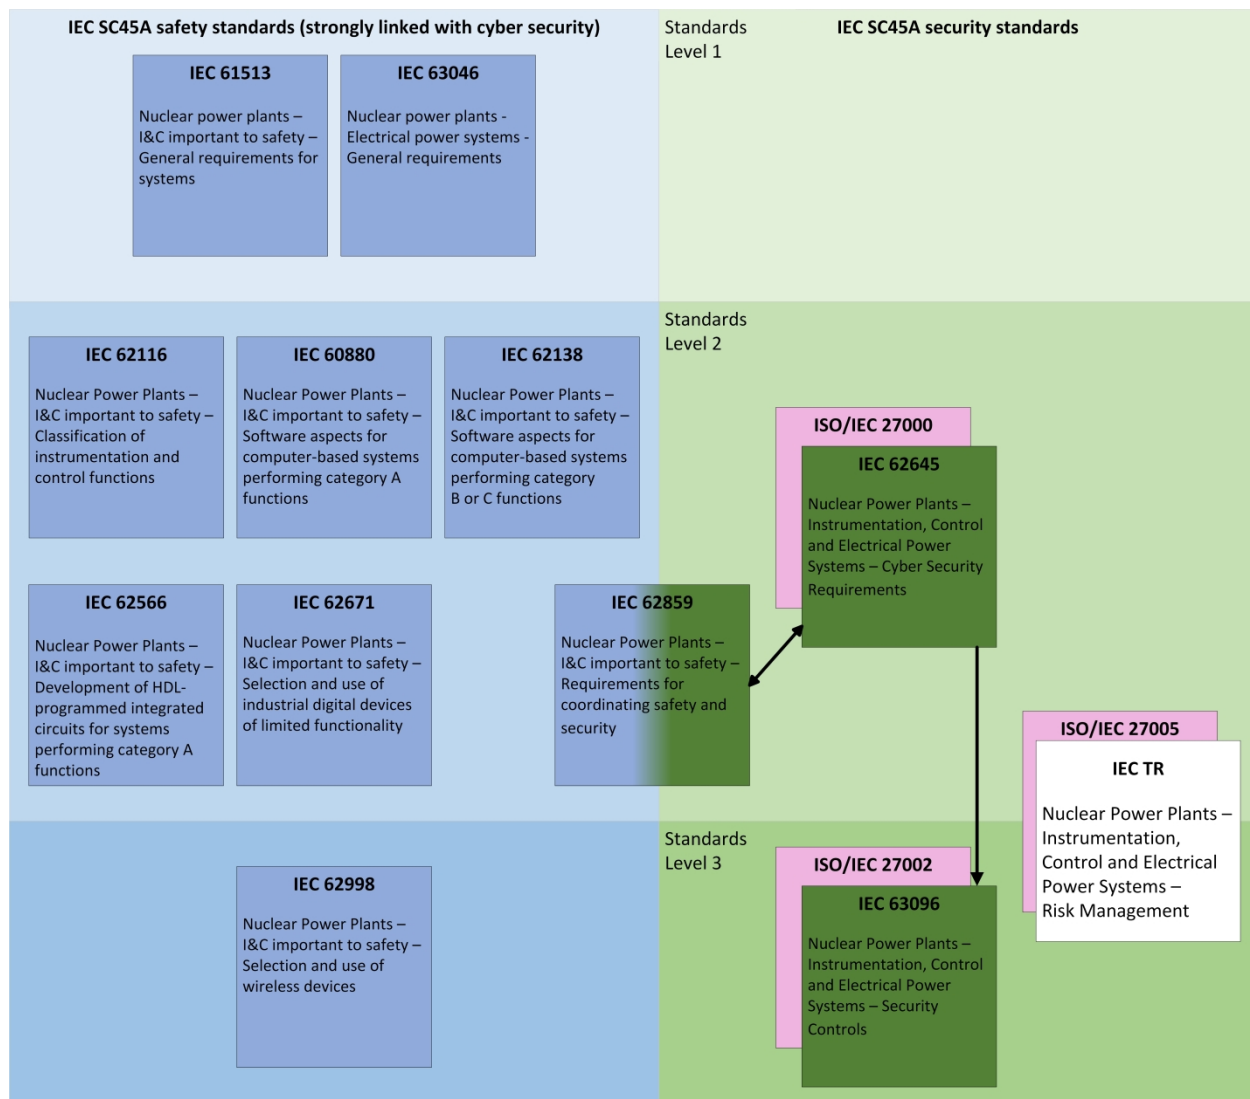 IEC SC45A safety standards (strongly linked with cyber security)
Standards
Level 1
IEC SC45A security standards
IEC 61513
Nuclear power plants –
I&C important to safety –
General requirements for
systems
IEC 63046
Nuclear power plants -
Electrical power systems -
General requirements
Standards
Level 2
IEC 62116
Nuclear Power Plants –
I&C important to safety –
Classification of
instrumentation and
control functions
IEC 60880
Nuclear Power Plants –
I&C important to safety –
Software aspects for
computer-based systems
performing category A
functions
IEC 62138
Nuclear Power Plants –
I&C important to safety –
Software aspects for
computer-based systems
performing category
B or C functions
ISO/IEC 27000
IEC 62645
Nuclear Power Plants –
Instrumentation, Control
and Electrical Power
Systems – Cyber Security
Requirements
IEC 62566
Nuclear Power Plants –
I&C important to safety –
Development of HDL-
programmed integrated
circuits for systems
performing category A
functions
IEC 62671
Nuclear Power Plants –
I&C important to safety –
Selection and use of
industrial digital devices
of limited functionality
IEC 62859
Nuclear Power Plants –
I&C important to safety –
Requirements for
coordinating safety and
security
ISO/IEC 27005
IEC TR
Nuclear Power Plants –
Instrumentation,
Control and Electrical
Power Systems –
Risk Management
Standards
Level 3
IEC 62998
Nuclear Power Plants –
I&C important to safety –
Selection and use of
wireless devices
ISO/IEC 27002
IEC 63096
Nuclear Power Plants –
Instrumentation, Control
and Electrical Power
Systems – Security
Controls